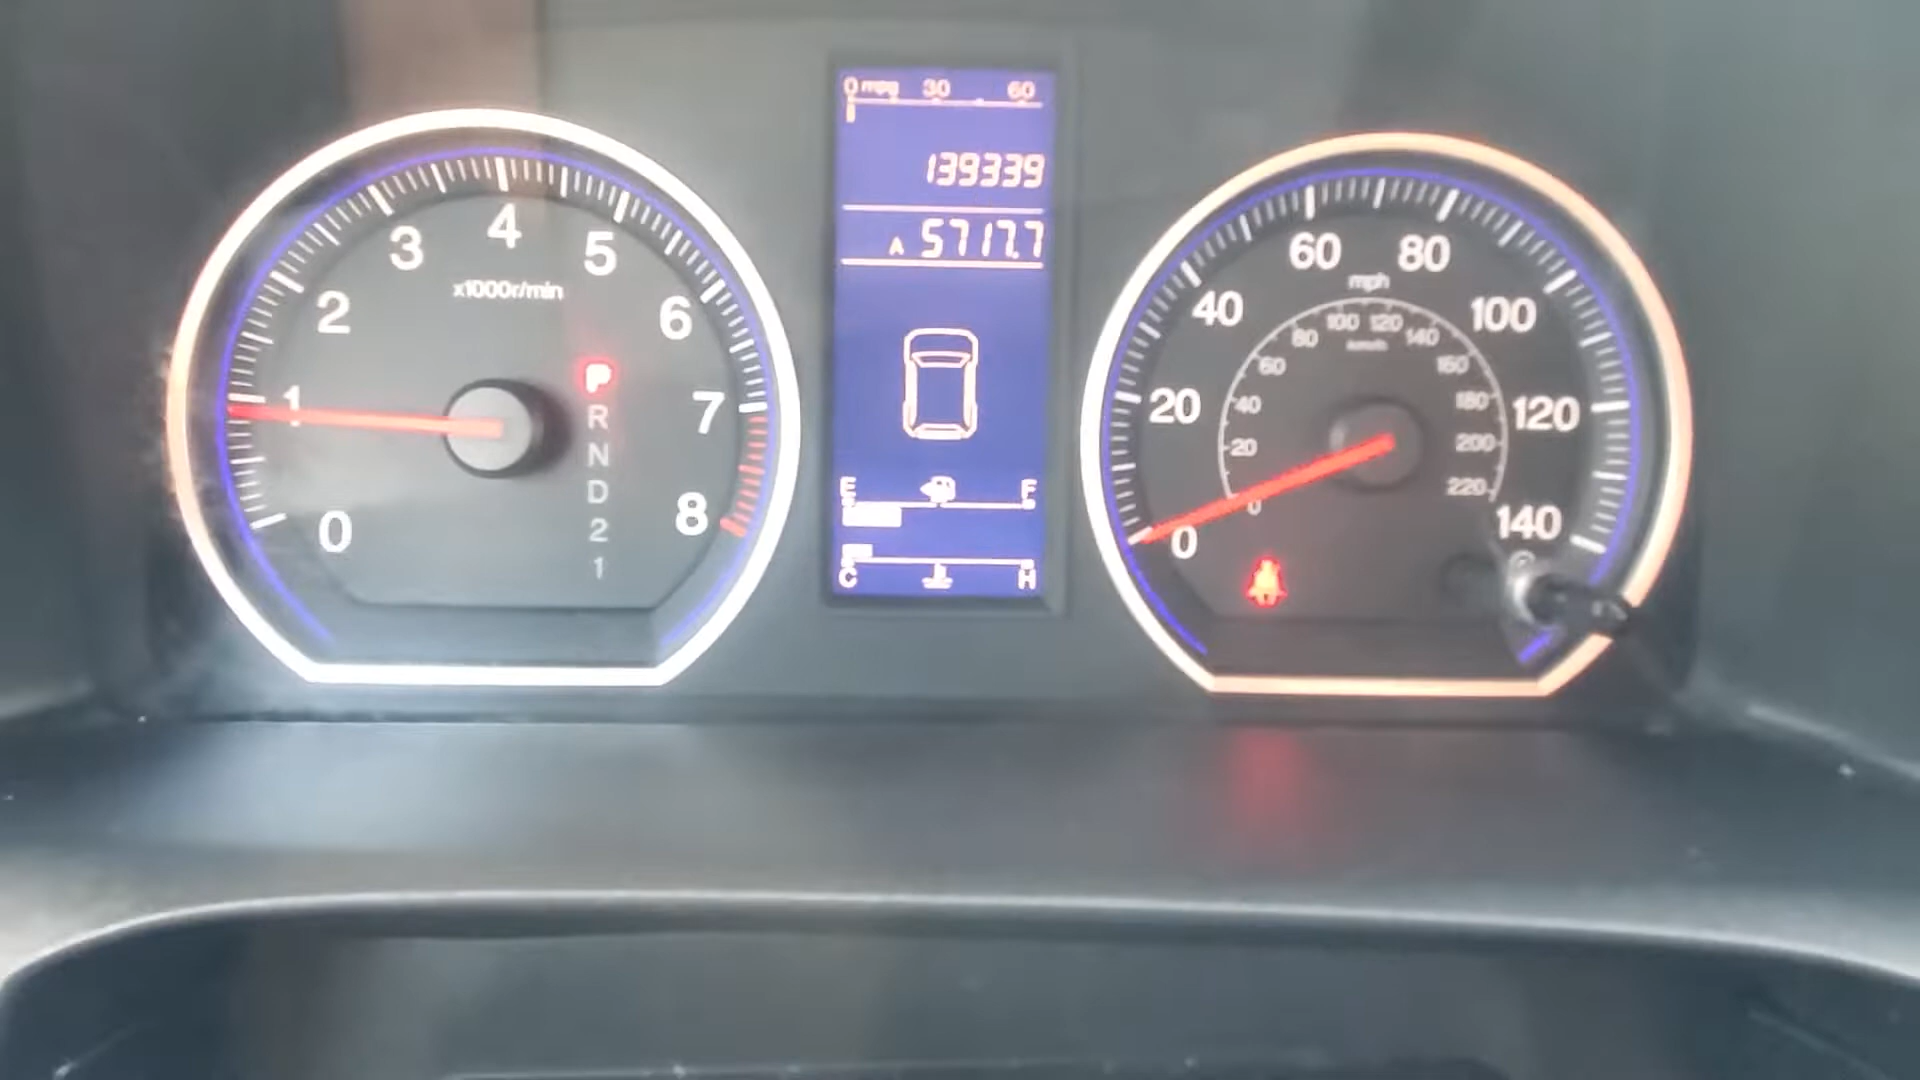 0 mpg 30 60
139339
A 5717.7
E F
C H
0 1 2 3 4 5 6 7 8
x1000r/min
P
R
N
D
2
1
0 20 40 60 80 100 120 140
mph
0 20 40 60 80 100 120 140 160 180 200 220